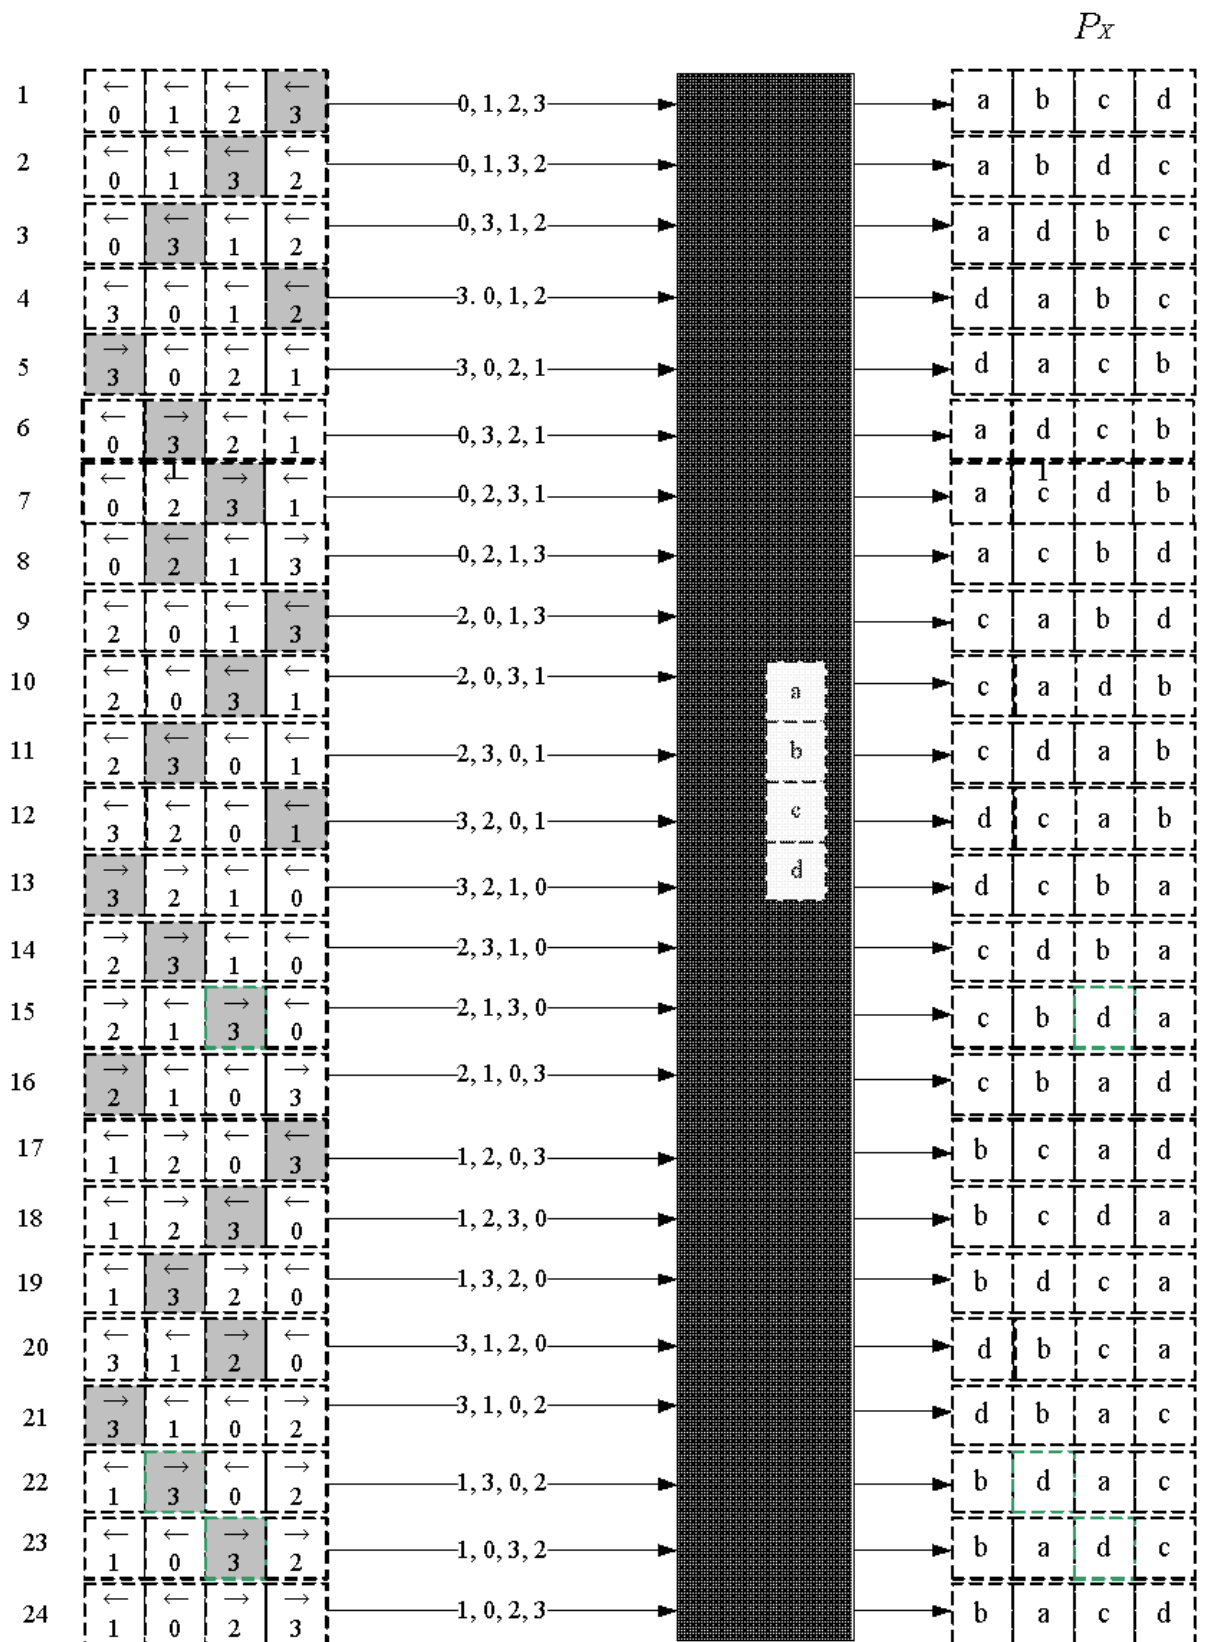 P_X
1 ← 0 ← 1 ← 2 ← 3 0, 1, 2, 3 a b c d
2 ← 0 ← 1 ← 3 ← 2 0, 1, 3, 2 a b d c
3 ← 0 ← 3 ← 1 ← 2 0, 3, 1, 2 a d b c
4 ← 3 ← 0 ← 1 ← 2 3. 0, 1, 2 d a b c
5 → 3 ← 0 ← 2 ← 1 3, 0, 2, 1 d a c b
6 ← 0 → 3 ← 2 ← 1 0, 3, 2, 1 a d c b
1 1
7 ← 0 ← 2 → 3 ← 1 0, 2, 3, 1 a c d b
8 ← 0 ← 2 ← 1 → 3 0, 2, 1, 3 a c b d
9 ← 2 ← 0 ← 1 ← 3 2, 0, 1, 3 c a b d
10 ← 2 ← 0 ← 3 ← 1 2, 0, 3, 1 a c a d b
11 ← 2 ← 3 ← 0 ← 1 2, 3, 0, 1 b c d a b
12 ← 3 ← 2 ← 0 ← 1 3, 2, 0, 1 c d c a b
13 → 3 → 2 ← 1 ← 0 3, 2, 1, 0 d d c b a
14 → 2 → 3 ← 1 ← 0 2, 3, 1, 0 c d b a
15 → 2 ← 1 → 3 ← 0 2, 1, 3, 0 c b d a
16 → 2 ← 1 ← 0 → 3 2, 1, 0, 3 c b a d
17 ← 1 → 2 ← 0 ← 3 1, 2, 0, 3 b c a d
18 ← 1 → 2 ← 3 ← 0 1, 2, 3, 0 b c d a
19 ← 1 ← 3 → 2 ← 0 1, 3, 2, 0 b d c a
20 ← 3 ← 1 → 2 ← 0 3, 1, 2, 0 d b c a
21 → 3 ← 1 ← 0 → 2 3, 1, 0, 2 d b a c
22 ← 1 → 3 ← 0 → 2 1, 3, 0, 2 b d a c
23 ← 1 ← 0 → 3 → 2 1, 0, 3, 2 b a d c
24 ← 1 ← 0 → 2 → 3 1, 0, 2, 3 b a c d